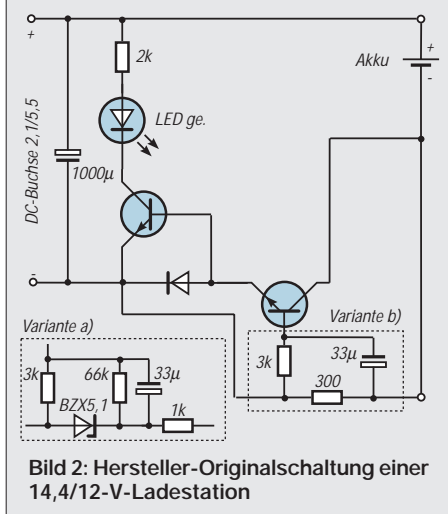 +
2k
LED ge.
Akku
+
-
DC-Buchse 2,1/5,5
1000µ
-
Variante a)
Variante b)
3k
66k
33µ
BZX5,1
1k
3k
33µ
300
Bild 2: Hersteller-Originalschaltung einer
14,4/12-V-Ladestation